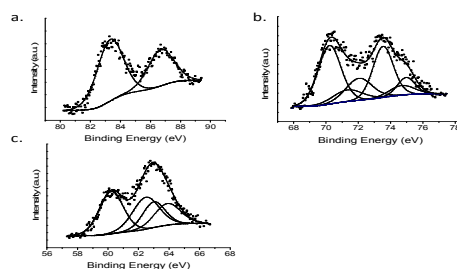 a.
Intensity (a.u.)
80 82 84 86 88 90
Binding Energy (eV)
b.
Intensity (a.u.)
68 70 72 74 76 78
Binding Energy (eV)
c.
Intensity (a.u.)
56 58 60 62 64 66 68
Binding Energy (eV)